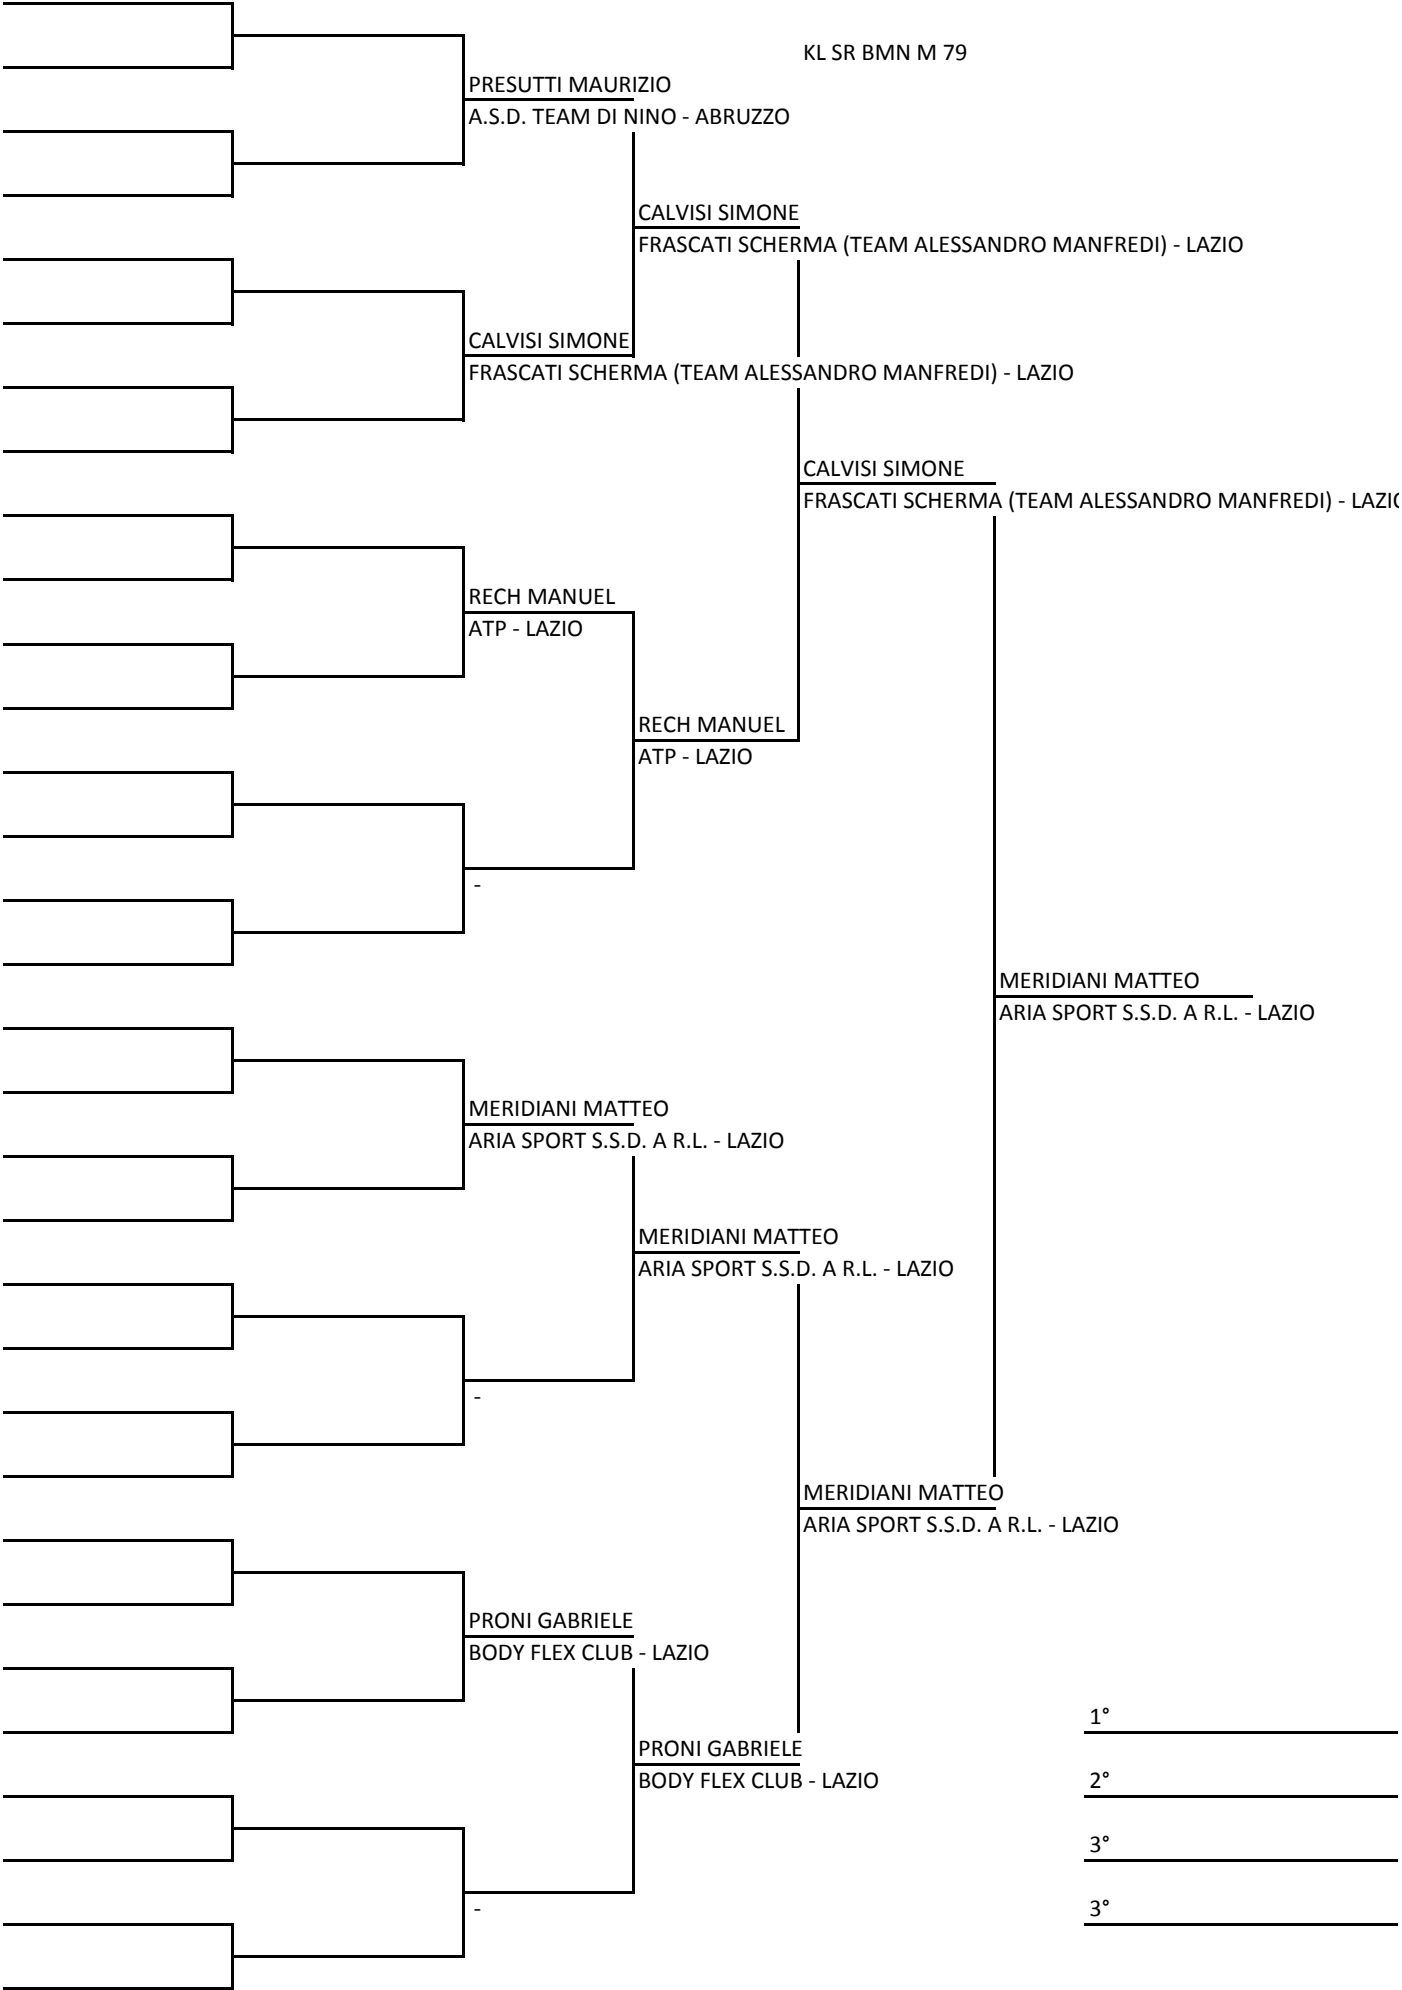 KL SR BMN M 79
PRESUTTI MAURIZIO
A.S.D. TEAM DI NINO - ABRUZZO
CALVISI SIMONE
FRASCATI SCHERMA (TEAM ALESSANDRO MANFREDI) - LAZIO
CALVISI SIMONE
FRASCATI SCHERMA (TEAM ALESSANDRO MANFREDI) - LAZIO
CALVISI SIMONE
FRASCATI SCHERMA (TEAM ALESSANDRO MANFREDI) - LAZIO
RECH MANUEL
ATP - LAZIO
RECH MANUEL
ATP - LAZIO
-
MERIDIANI MATTEO
ARIA SPORT S.S.D. A R.L. - LAZIO
MERIDIANI MATTEO
ARIA SPORT S.S.D. A R.L. - LAZIO
MERIDIANI MATTEO
ARIA SPORT S.S.D. A R.L. - LAZIO
-
MERIDIANI MATTEO
ARIA SPORT S.S.D. A R.L. - LAZIO
PRONI GABRIELE
BODY FLEX CLUB - LAZIO
1°
PRONI GABRIELE
BODY FLEX CLUB - LAZIO
2°
3°
-
3°